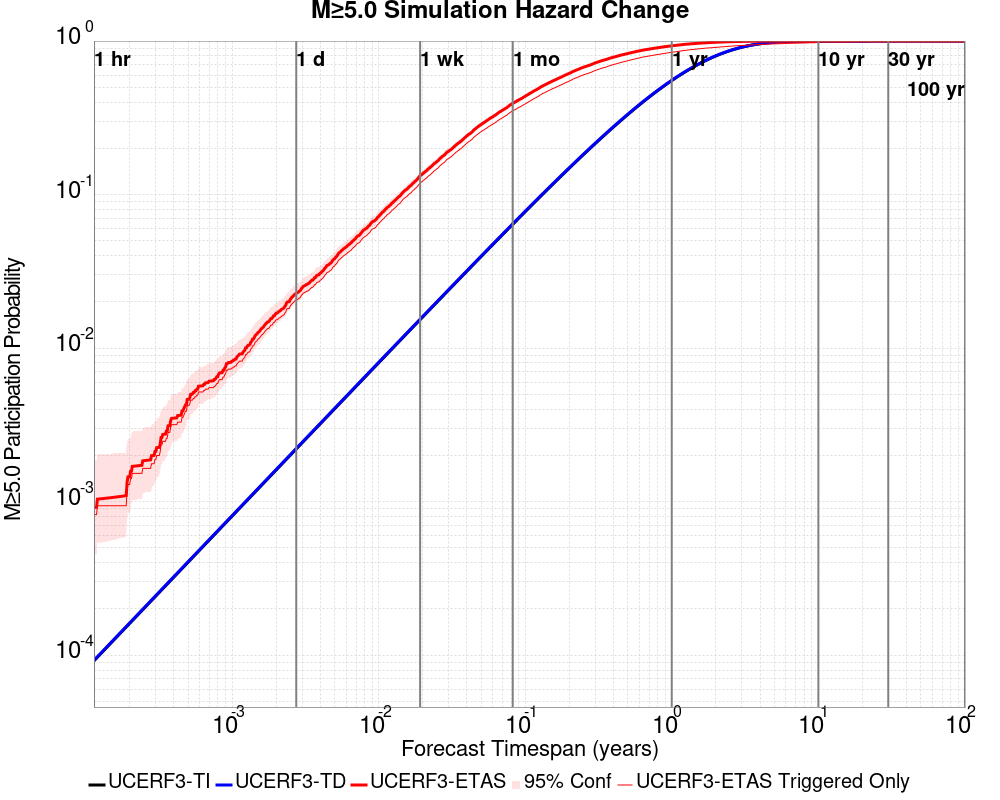 M≥5.0 Simulation Hazard Change
10^0
1 hr
1 d
1 wk
1 mo
1 yr
10 yr
30 yr
100 yr
10^-1
10^-2
10^-3
10^-4
M≥5.0 Participation Probability
10^-3
10^-2
10^-1
10^0
10^1
10^2
Forecast Timespan (years)
UCERF3-TI UCERF3-TD UCERF3-ETAS 95% Conf UCERF3-ETAS Triggered Only